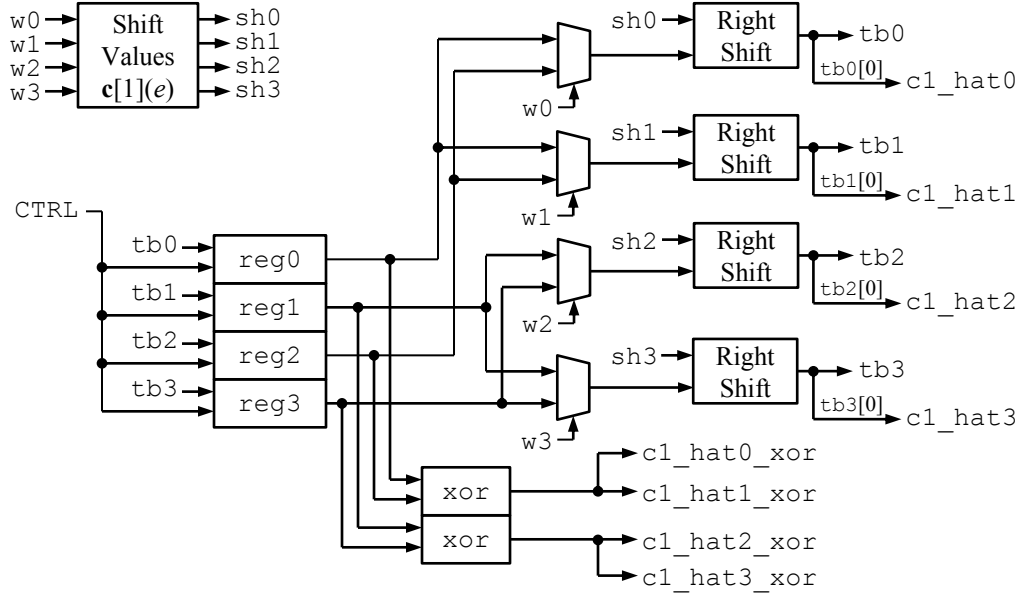 w0
w1
w2
w3
Shift
Values
c[1](e)
sh0
sh1
sh2
sh3
sh0
Right
Shift
tb0
tb0[0]
c1_hat0
w0
sh1
Right
Shift
tb1
tb1[0]
c1_hat1
w1
CTRL
tb0
reg0
tb1
reg1
tb2
reg2
tb3
reg3
sh2
Right
Shift
tb2
tb2[0]
c1_hat2
w2
sh3
Right
Shift
tb3
tb3[0]
c1_hat3
w3
xor
c1_hat0_xor
c1_hat1_xor
xor
c1_hat2_xor
c1_hat3_xor